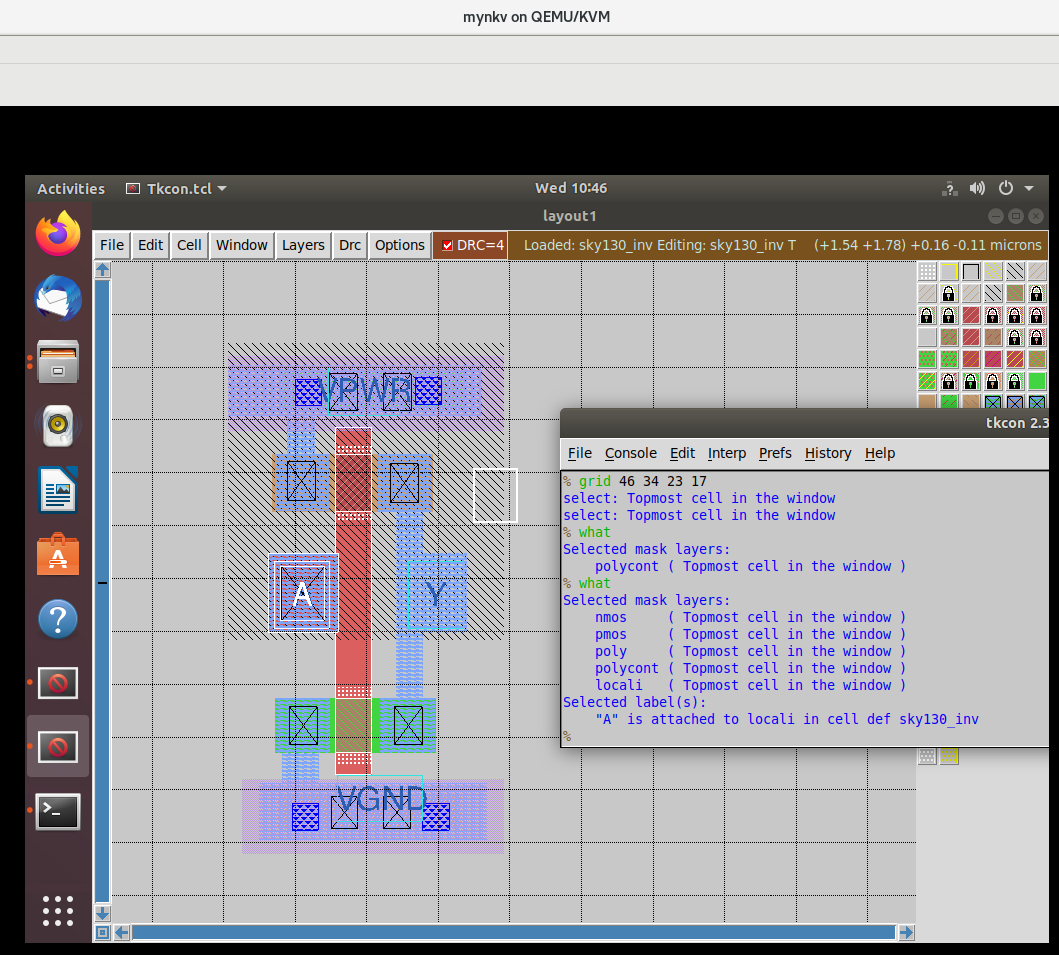 mynkv on QEMU/KVM
Activities Tkcon.tcl Wed 10:46
layout1
File Edit Cell Window Layers Drc Options DRC=4 Loaded: sky130_inv Editing: sky130_inv T (+1.54 +1.78) +0.16 -0.11 microns
VPWR
A
Y
VGND
tkcon 2.3
File Console Edit Interp Prefs History Help
% grid 46 34 23 17
select: Topmost cell in the window
select: Topmost cell in the window
% what
Selected mask layers:
polycont ( Topmost cell in the window )
% what
Selected mask layers:
nmos ( Topmost cell in the window )
pmos ( Topmost cell in the window )
poly ( Topmost cell in the window )
polycont ( Topmost cell in the window )
locali ( Topmost cell in the window )
Selected label(s):
"A" is attached to locali in cell def sky130_inv
%